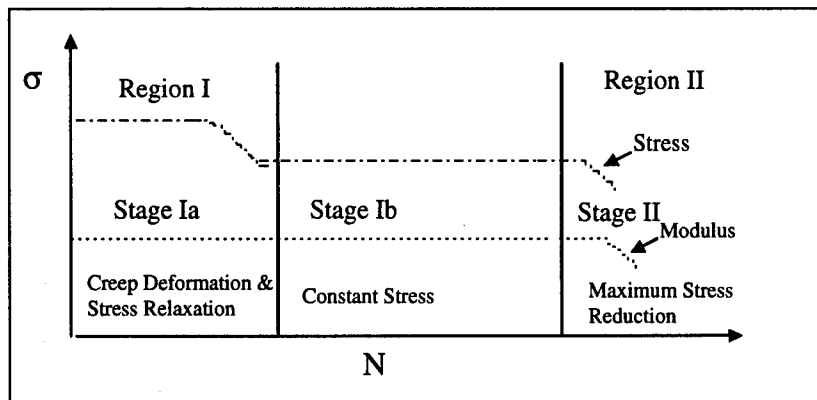 σ
Region I
Region II
Stress
Stage Ia
Stage Ib
Stage II
Modulus
Creep Deformation &
Stress Relaxation
Constant Stress
Maximum Stress
Reduction
N